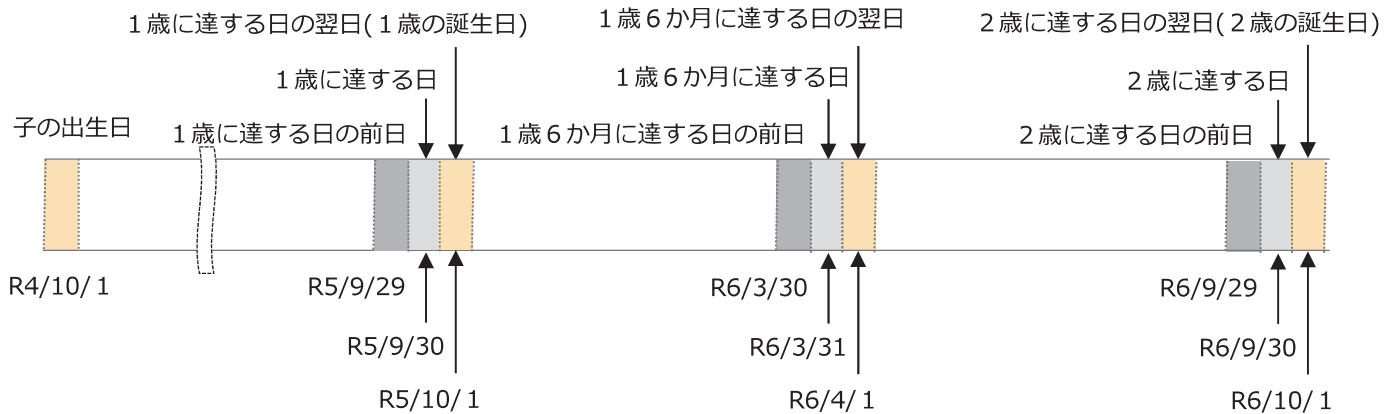 １歳に達する日の翌日(１歳の誕生日)
１歳６か月に達する日の翌日
２歳に達する日の翌日(２歳の誕生日)
１歳に達する日
１歳６か月に達する日
２歳に達する日
子の出生日
１歳に達する日の前日
１歳６か月に達する日の前日
２歳に達する日の前日
R4/10/１
R5/9/29
R6/3/30
R6/9/29
R5/9/30
R6/3/31
R6/9/30
R5/10/１
R6/4/１
R6/10/１